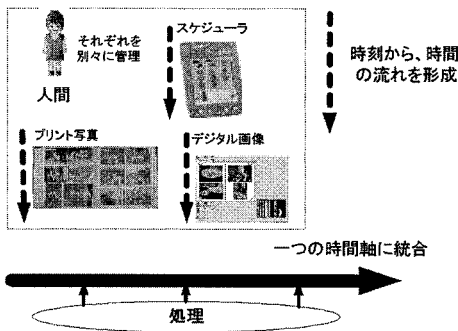 それぞれを
別々に管理
人間
スケジューラ
時刻から、時間
の流れを形成
プリント写真
デジタル画像
一つの時間軸に統合
処理